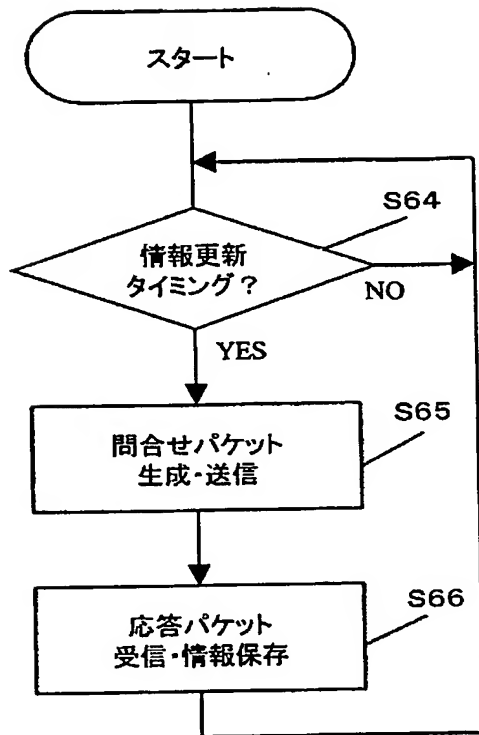 スタート
S64
情報更新
タイミング？
NO
YES
S65
問合せパケット
生成・送信
S66
応答パケット
受信・情報保存